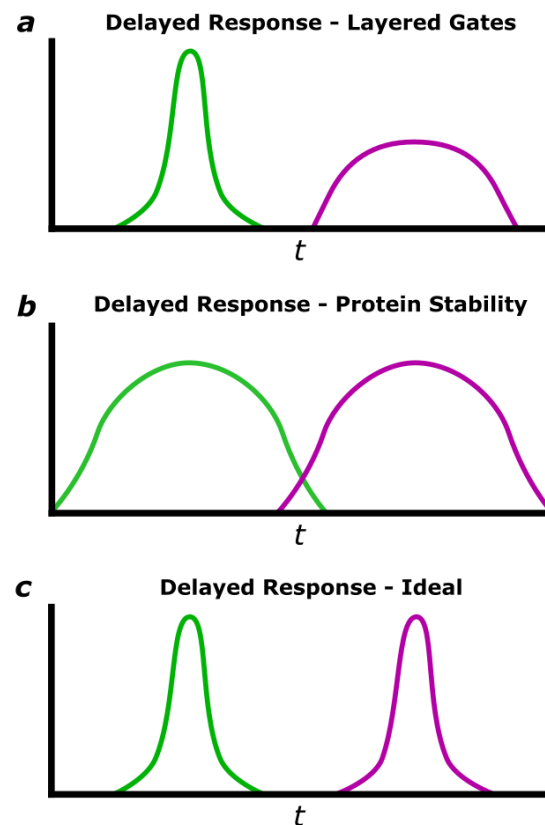 a Delayed Response - Layered Gates
t
b Delayed Response - Protein Stability
t
c Delayed Response - Ideal
t